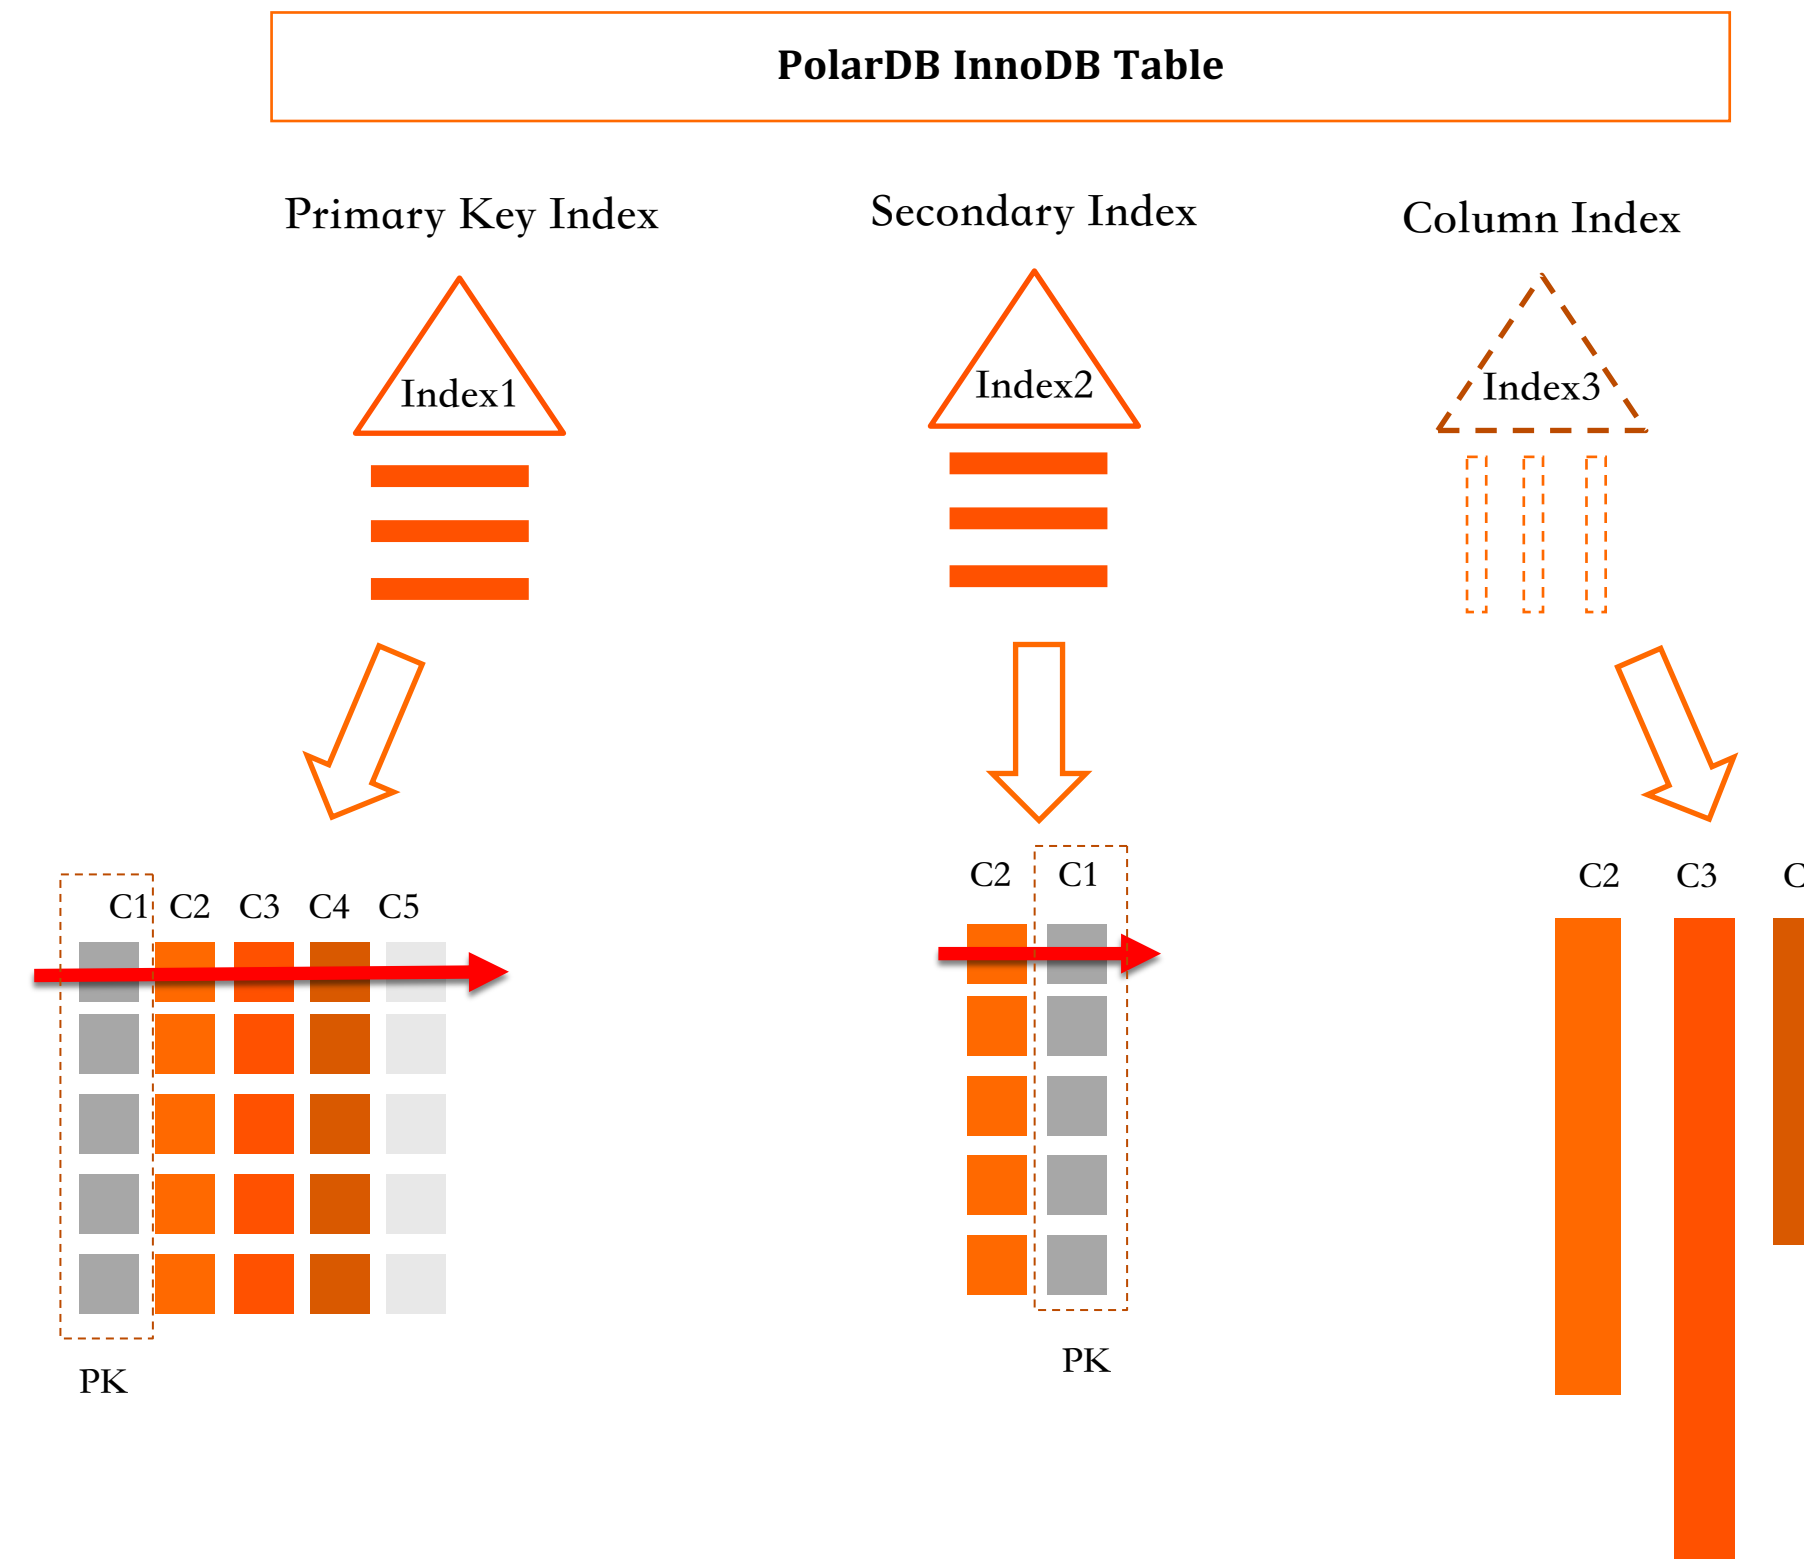 PolarDB InnoDB Table
Primary Key Index
Secondary Index
Column Index
Index1
Index2
Index3
C1 C2 C3 C4 C5
C2 C1
C2 C3
PK
PK